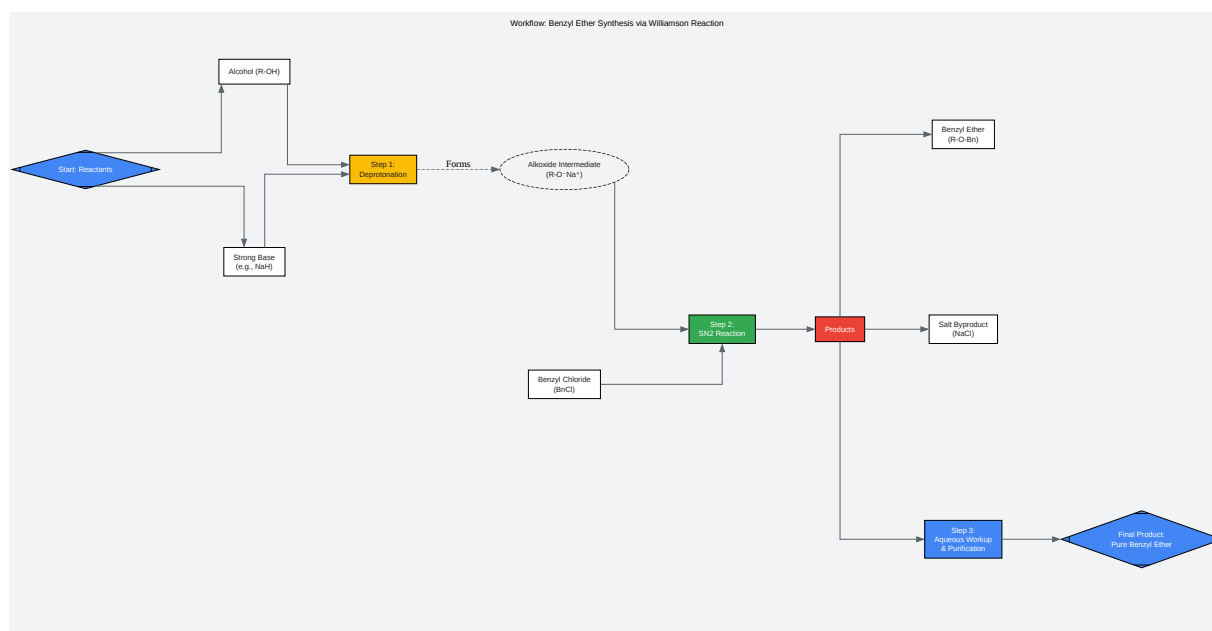 Workflow: Benzyl Ether Synthesis via Williamson Reaction
Alcohol (R-OH)
Start: Reactants
Strong Base
(e.g., NaH)
Step 1:
Deprotonation
Forms
Alkoxide Intermediate
(R-O⁻Na⁺)
Benzyl Chloride
(BnCl)
Step 2:
SN2 Reaction
Products
Benzyl Ether
(R-O-Bn)
Salt Byproduct
(NaCl)
Step 3:
Aqueous Workup
& Purification
Final Product:
Pure Benzyl Ether